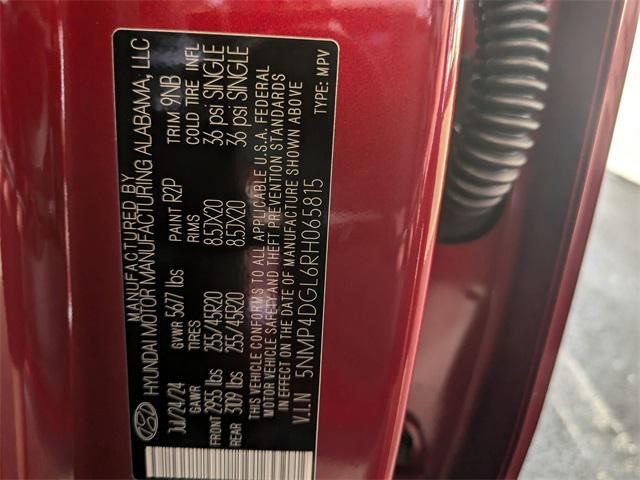 MANUFACTURED BY
HYUNDAI MOTOR MANUFACTURING ALABAMA, LLC
Jul/24/24 GVWR 5677 lbs PAINT R2P TRIM 9NB
GAWR TIRES RIMS COLD TIRE INFL
FRONT 2955 lbs 255/45R20 8.5JX20 36 psi SINGLE
REAR 3109 lbs 255/45R20 8.5JX20 36 psi SINGLE
THIS VEHICLE CONFORMS TO ALL APPLICABLE U.S.A. FEDERAL
MOTOR VEHICLE SAFETY AND THEFT PREVENTION STANDARDS
IN EFFECT ON THE DATE OF MANUFACTURE SHOWN ABOVE
V.I.N 5NMP4DGL6RH065815 TYPE: MPV